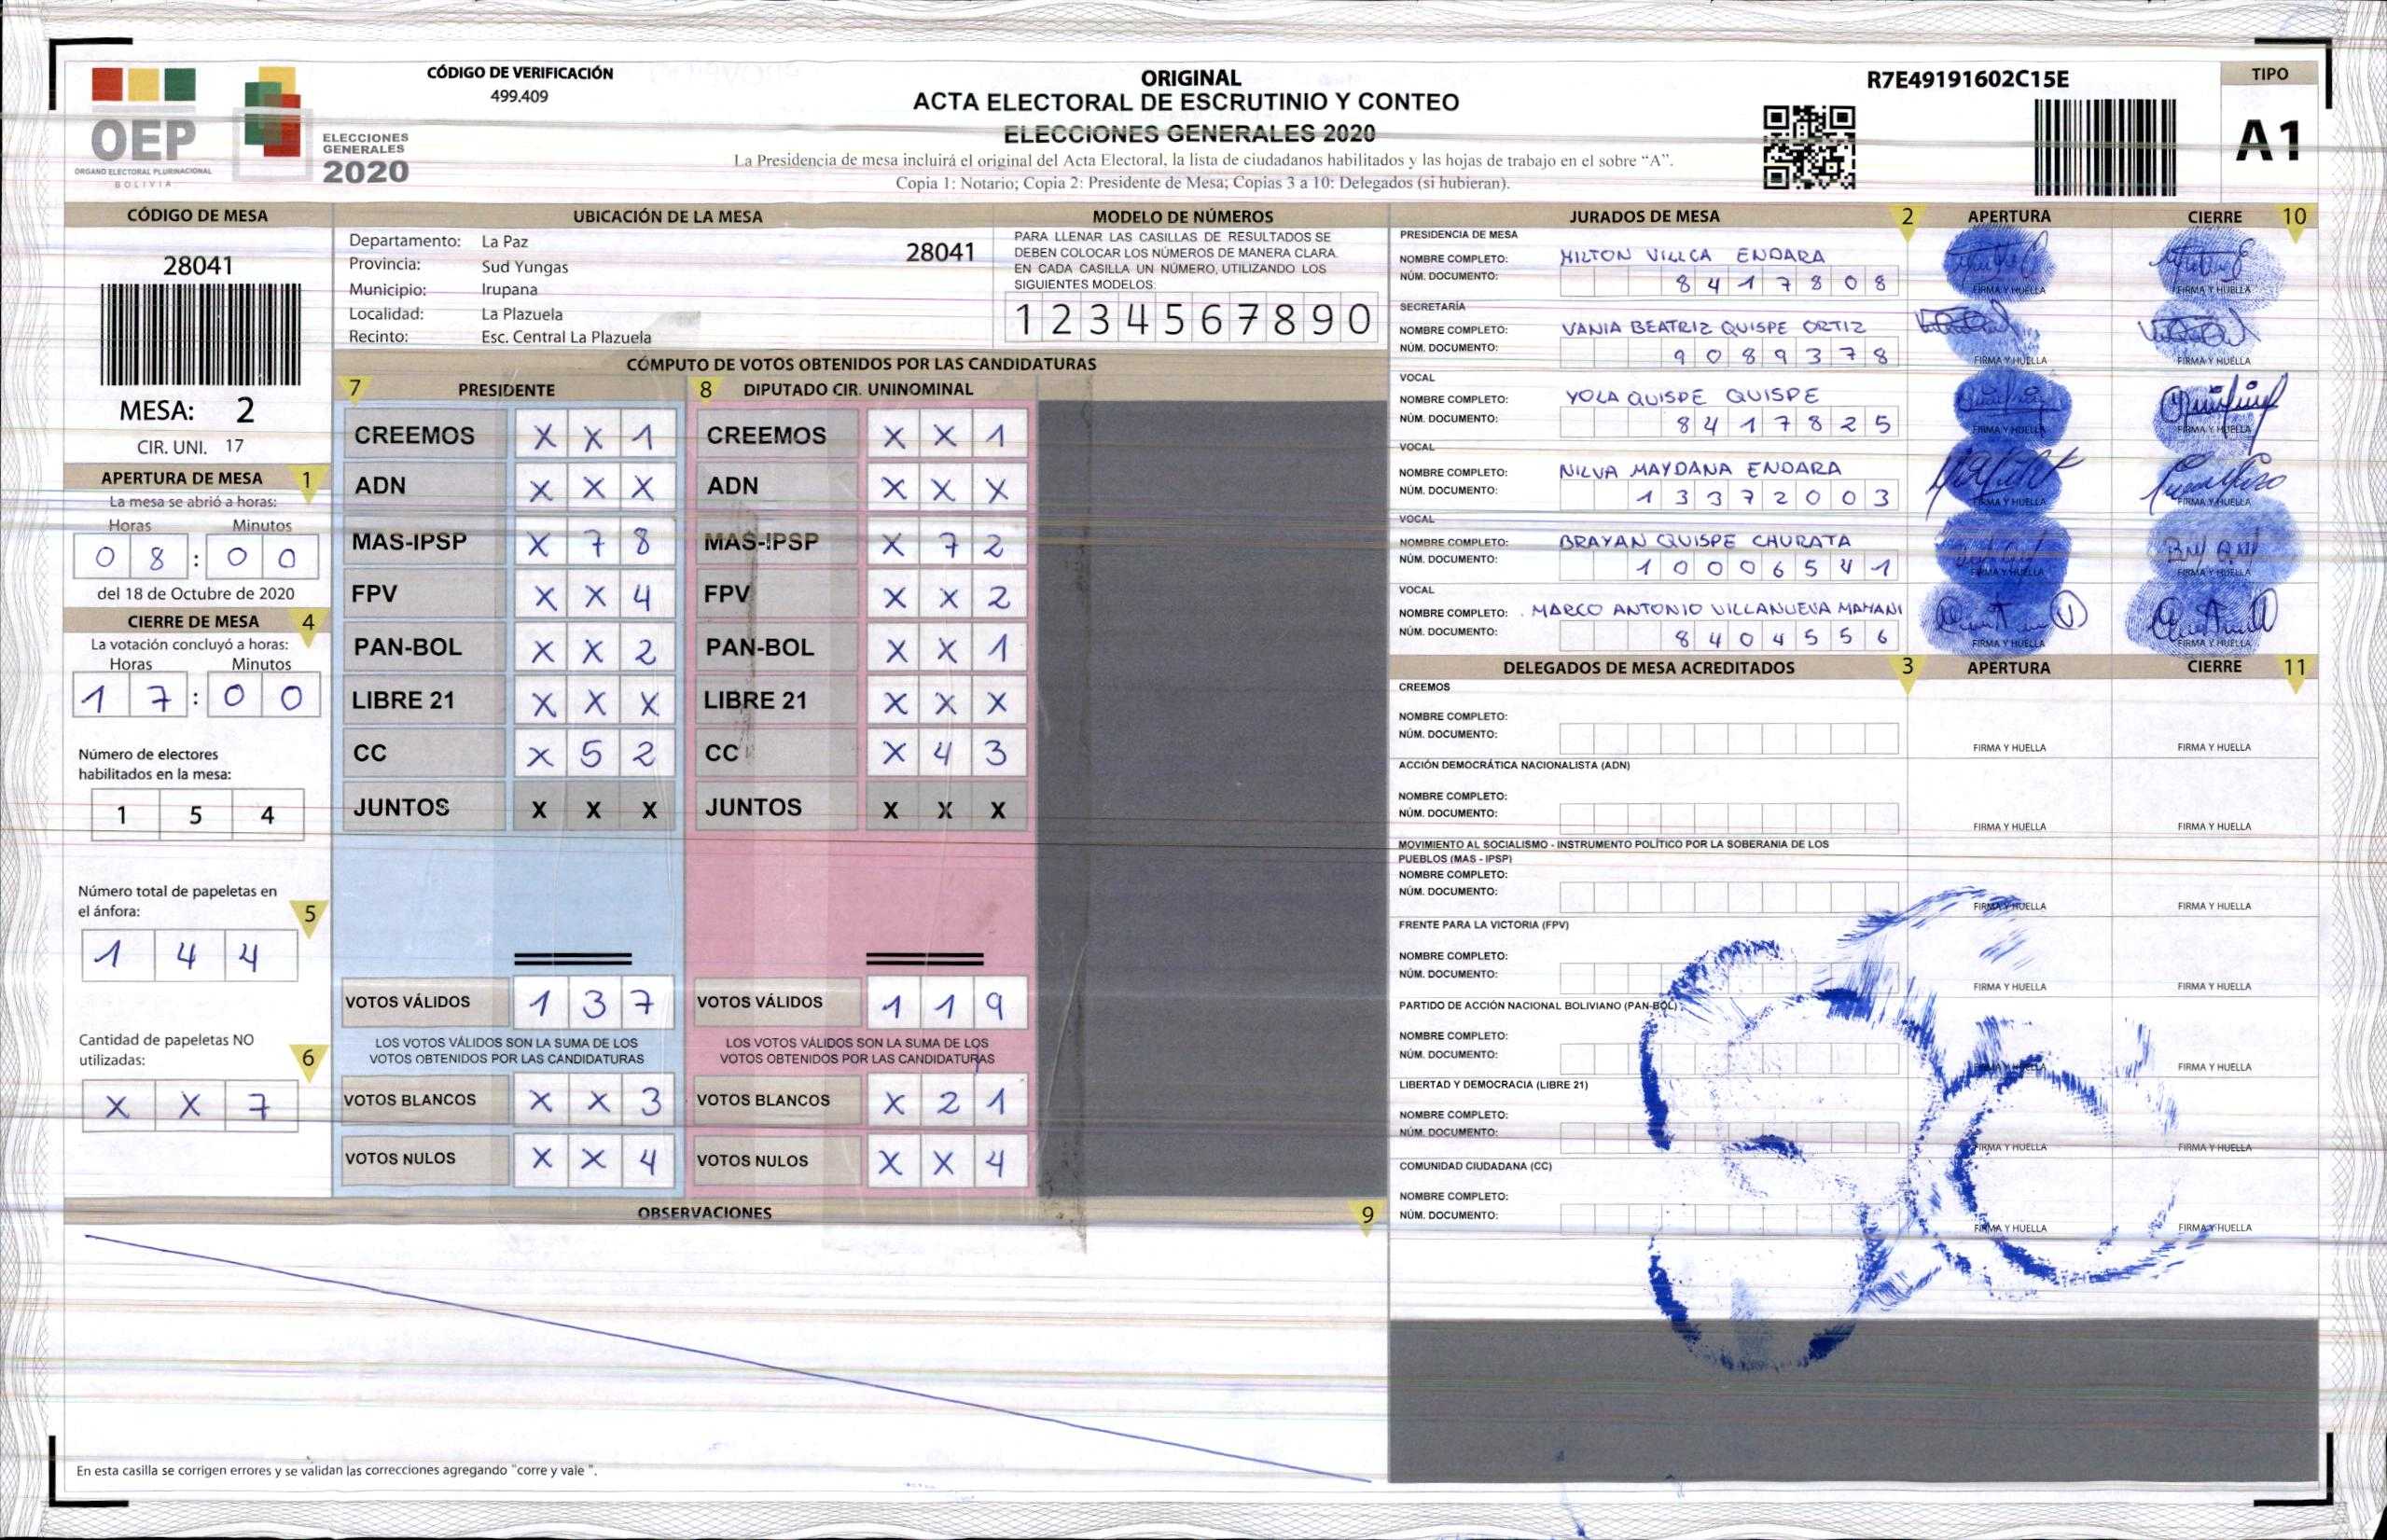 CÓDIGO DE VERIFICACIÓN
499.409
ORIGINAL
ACTA ELECTORAL DE ESCRUTINIO Y CONTEO
ELECCIONES GENERALES 2020
La Presidencia de mesa incluirá el original del Acta Electoral, la lista de ciudadanos habilitados y las hojas de trabajo en el sobre "A".
Copia 1: Notario; Copia 2: Presidente de Mesa; Copias 3 a 10: Delegados (si hubieran).
R7E49191602C15E
TIPO
A1
OEP
ÓRGANO ELECTORAL PLURINACIONAL
BOLIVIA
ELECCIONES
GENERALES
2020
CÓDIGO DE MESA
28041
MESA: 2
CIR. UNI. 17
APERTURA DE MESA 1
La mesa se abrió a horas:
Horas Minutos
0 8 : 0 0
del 18 de Octubre de 2020
CIERRE DE MESA 4
La votación concluyó a horas:
Horas Minutos
1 7 : 0 0
Número de electores
habilitados en la mesa:
1 5 4
Número total de papeletas en
el ánfora: 5
1 4 4
Cantidad de papeletas NO
utilizadas: 6
X X 7
UBICACIÓN DE LA MESA
Departamento: La Paz
28041
Provincia: Sud Yungas
Municipio: Irupana
Localidad: La Plazuela
Recinto: Esc. Central La Plazuela
MODELO DE NÚMEROS
PARA LLENAR LAS CASILLAS DE RESULTADOS SE
DEBEN COLOCAR LOS NÚMEROS DE MANERA CLARA.
EN CADA CASILLA UN NÚMERO, UTILIZANDO LOS
SIGUIENTES MODELOS:
1 2 3 4 5 6 7 8 9 0
CÓMPUTO DE VOTOS OBTENIDOS POR LAS CANDIDATURAS
7 PRESIDENTE
CREEMOS X X 1
ADN X X X
MAS-IPSP X 7 8
FPV X X 4
PAN-BOL X X 2
LIBRE 21 X X X
CC X 5 2
JUNTOS X X X
VOTOS VÁLIDOS 1 3 7
LOS VOTOS VÁLIDOS SON LA SUMA DE LOS
VOTOS OBTENIDOS POR LAS CANDIDATURAS
VOTOS BLANCOS X X 3
VOTOS NULOS X X 4
8 DIPUTADO CIR. UNINOMINAL
CREEMOS X X 1
ADN X X X
MAS-IPSP X 7 2
FPV X X 2
PAN-BOL X X 1
LIBRE 21 X X X
CC X 4 3
JUNTOS X X X
VOTOS VÁLIDOS 1 1 9
LOS VOTOS VÁLIDOS SON LA SUMA DE LOS
VOTOS OBTENIDOS POR LAS CANDIDATURAS
VOTOS BLANCOS X 2 1
VOTOS NULOS X X 4
OBSERVACIONES 9
En esta casilla se corrigen errores y se validan las correcciones agregando "corre y vale ".
JURADOS DE MESA 2 APERTURA CIERRE 10
PRESIDENCIA DE MESA
NOMBRE COMPLETO: MILTON VILLCA ENDARA
NÚM. DOCUMENTO: 8 4 1 7 8 0 8
FIRMA Y HUELLA FIRMA Y HUELLA
SECRETARÍA
NOMBRE COMPLETO: VANIA BEATRIZ QUISPE ORTIZ
NÚM. DOCUMENTO: 9 0 8 9 3 7 8
FIRMA Y HUELLA FIRMA Y HUELLA
VOCAL
NOMBRE COMPLETO: YOLA QUISPE QUISPE
NÚM. DOCUMENTO: 8 4 1 7 8 2 5
FIRMA Y HUELLA FIRMA Y HUELLA
VOCAL
NOMBRE COMPLETO: NILVA MAYDANA ENDARA
NÚM. DOCUMENTO: 1 3 3 7 2 0 0 3
FIRMA Y HUELLA FIRMA Y HUELLA
VOCAL
NOMBRE COMPLETO: BRAYAN QUISPE CHURATA
NÚM. DOCUMENTO: 1 0 0 0 6 5 4 1
FIRMA Y HUELLA FIRMA Y HUELLA
VOCAL
NOMBRE COMPLETO: MARCO ANTONIO VILLANUEVA MAMANI
NÚM. DOCUMENTO: 8 4 0 4 5 5 6
FIRMA Y HUELLA FIRMA Y HUELLA
DELEGADOS DE MESA ACREDITADOS 3 APERTURA CIERRE 11
CREEMOS
NOMBRE COMPLETO:
NÚM. DOCUMENTO:
FIRMA Y HUELLA FIRMA Y HUELLA
ACCIÓN DEMOCRÁTICA NACIONALISTA (ADN)
NOMBRE COMPLETO:
NÚM. DOCUMENTO:
FIRMA Y HUELLA FIRMA Y HUELLA
MOVIMIENTO AL SOCIALISMO - INSTRUMENTO POLÍTICO POR LA SOBERANIA DE LOS
PUEBLOS (MAS - IPSP)
NOMBRE COMPLETO:
NÚM. DOCUMENTO:
FIRMA Y HUELLA FIRMA Y HUELLA
FRENTE PARA LA VICTORIA (FPV)
NOMBRE COMPLETO:
NÚM. DOCUMENTO:
FIRMA Y HUELLA FIRMA Y HUELLA
PARTIDO DE ACCIÓN NACIONAL BOLIVIANO (PAN-BOL)
NOMBRE COMPLETO:
NÚM. DOCUMENTO:
FIRMA Y HUELLA FIRMA Y HUELLA
LIBERTAD Y DEMOCRACIA (LIBRE 21)
NOMBRE COMPLETO:
NÚM. DOCUMENTO:
FIRMA Y HUELLA FIRMA Y HUELLA
COMUNIDAD CIUDADANA (CC)
NOMBRE COMPLETO:
NÚM. DOCUMENTO:
FIRMA Y HUELLA FIRMA Y HUELLA